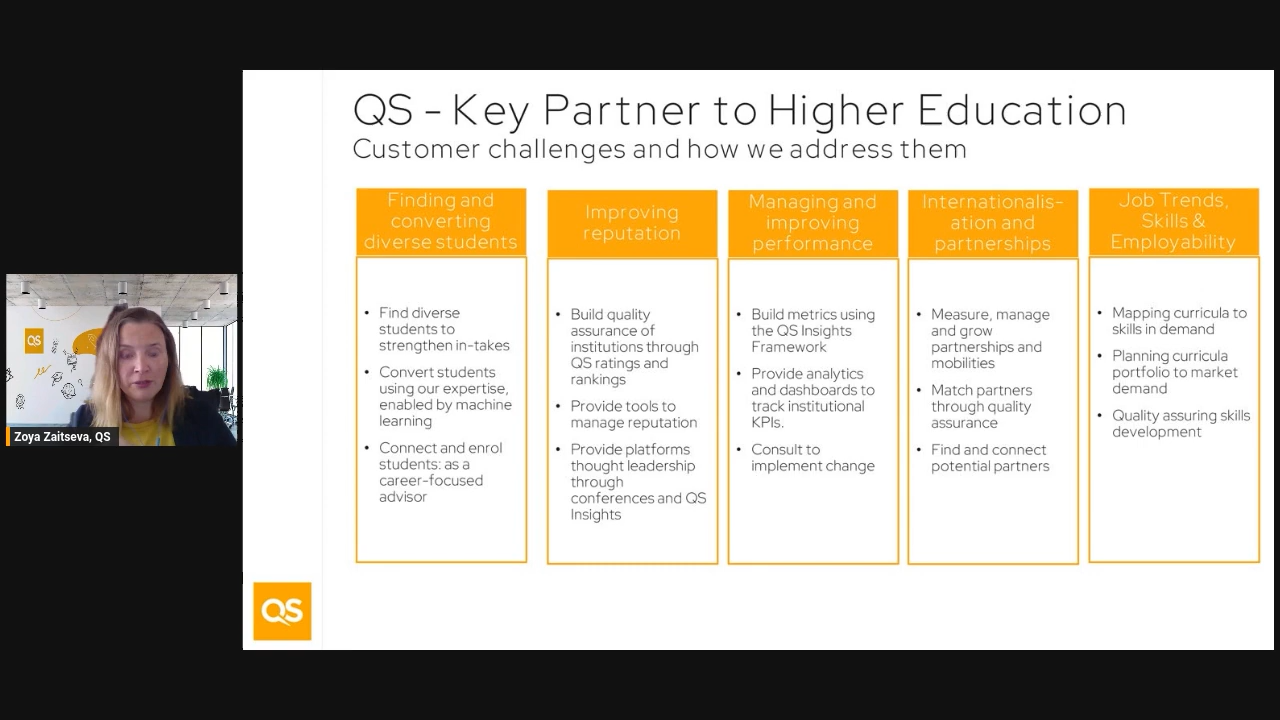 QS - Key Partner to Higher Education
Customer challenges and how we address them
Finding and
converting
diverse students
• Find diverse
students to
strengthen in-takes
• Convert students
using our expertise,
enabled by machine
learning
• Connect and enrol
students: as a
career-focused
advisor
Improving
reputation
• Build quality
assurance of
institutions through
QS ratings and
rankings
• Provide tools to
manage reputation
• Provide platforms
thought leadership
through
conferences and QS
Insights
Managing and
improving
performance
• Build metrics using
the QS Insights
Framework
• Provide analytics
and dashboards to
track institutional
KPIs.
• Consult to
implement change
Internationalis-
ation and
partnerships
• Measure, manage
and grow
partnerships and
mobilities
• Match partners
through quality
assurance
• Find and connect
potential partners
Job Trends,
Skills &
Employability
• Mapping curricula to
skills in demand
• Planning curricula
portfolio to market
demand
• Quality assuring skills
development
QS
Zoya Zaitseva, QS
QS